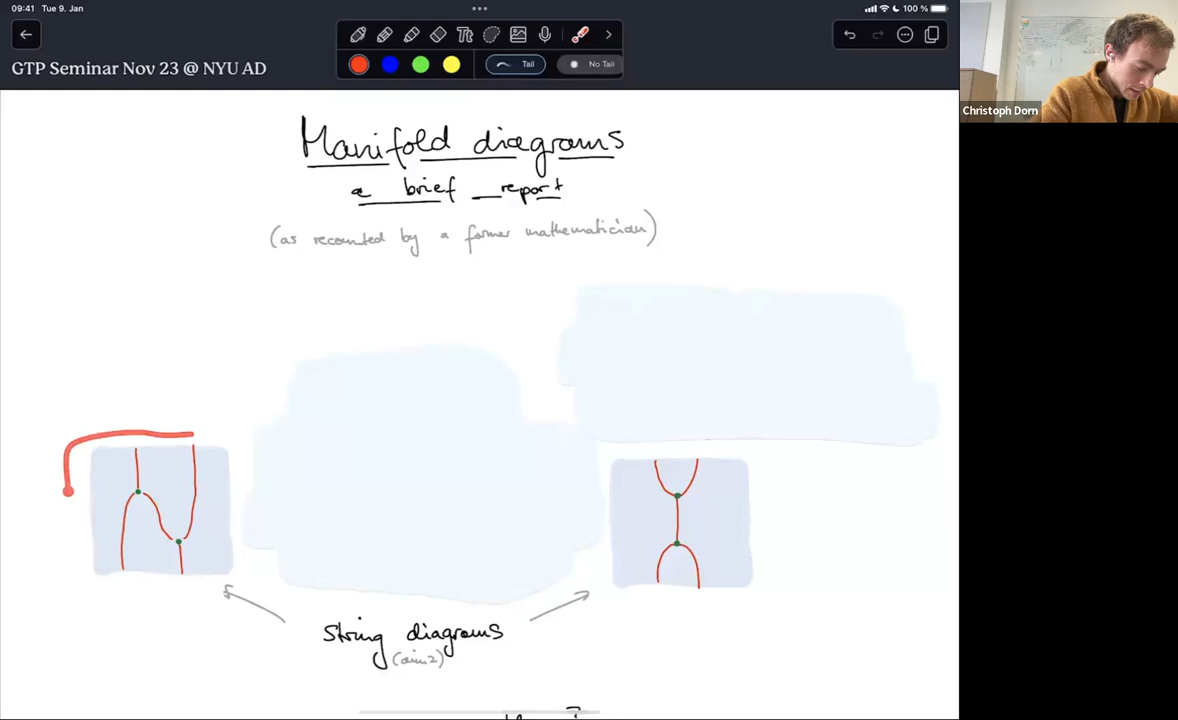 09:41 Tue 9. Jan
100 %
GTP Seminar Nov 23 @ NYU AD
Tail
No Tail
Christoph Dorn
Manifold diagrams
a brief report
(as recounted by a former mathematician)
String diagrams
(dim 2)